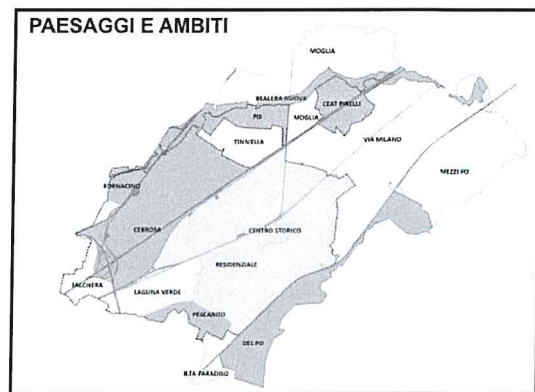 PAESAGGI E AMBITI
MOGLIA
BEALERA NUOVA
CEAT PIRELLI
PIS
MOGLIA
TINIVELLA
VIA MILANO
MEZZI PO
FORNACINO
CEBROSA
CENTRO STORICO
RESIDENZIALE
FALCHERA
LAGUNA VERDE
PESCARITO
DEL PO
B.TA PARADISO